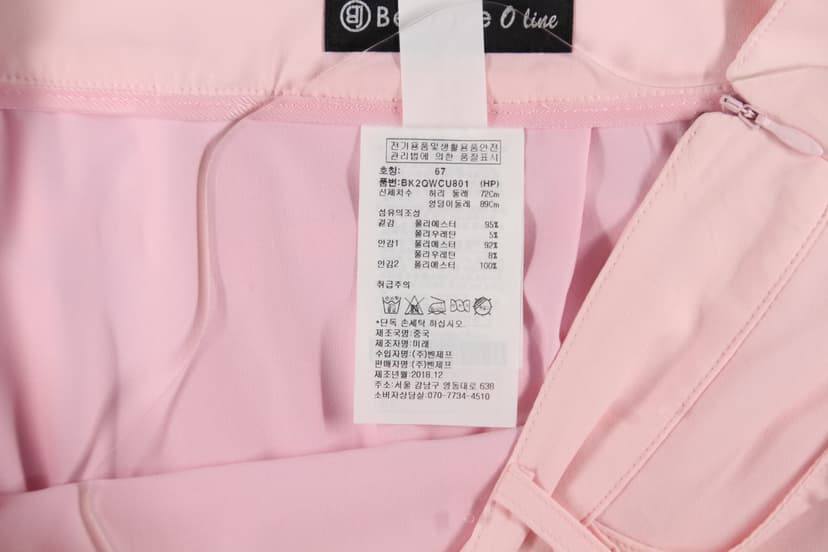 O line
전기용품및생활용품안전
관리법에 의한 품질표시
호칭: 67
품번:BK2QWCU801 (HP)
신체치수 허리 둘레 72Cm
엉덩이둘레 89Cm
섬유의조성
겉감 폴리에스터 95%
폴리우레탄 5%
안감1 폴리에스터 92%
폴리우레탄 8%
안감2 폴리에스터 100%
취급주의
*단독 손세탁 하십시오.
제조국명:중국
제조자명:미래
수입자명:(주)벤제프
판매자명:(주)벤제프
제조년월:2018.12
주소:서울 강남구 영동대로 638
소비자상담실:070-7734-4510